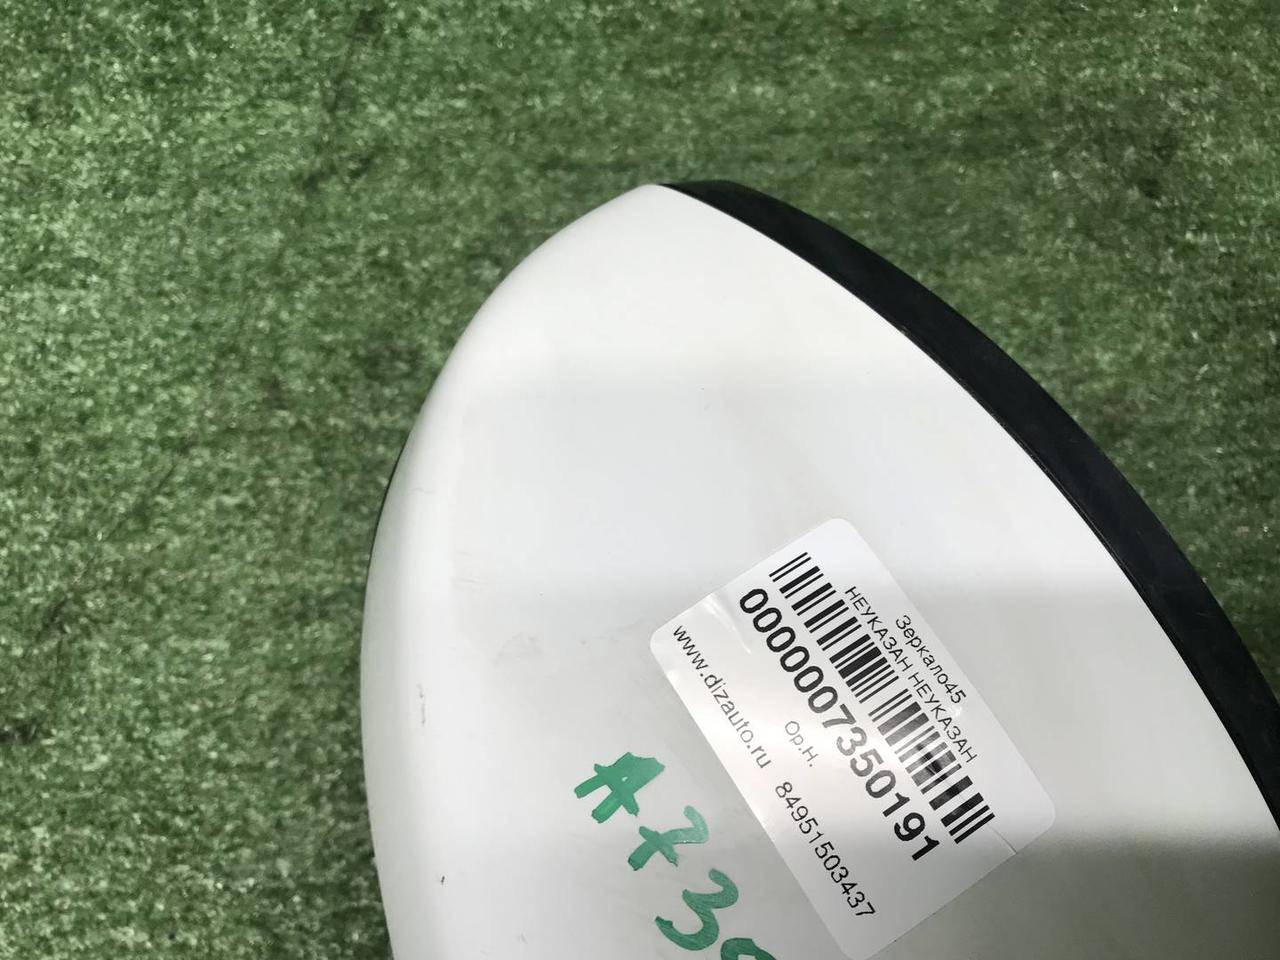 Зеркало45
НЕУКАЗАН НЕУКАЗАН
0000007350191
Ор.Н.
www.dizauto.ru 84951503437